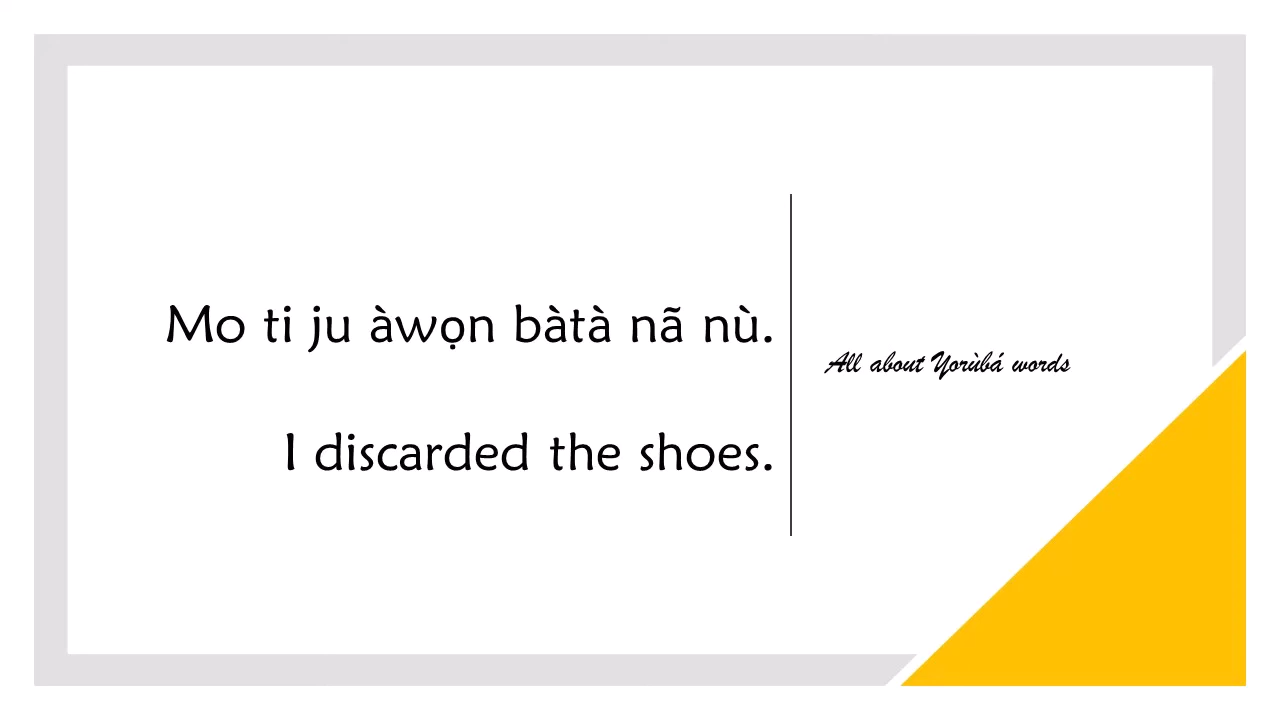 Mo ti ju àwọn bàtà nã nù.
I discarded the shoes.
All about Yorùbá words